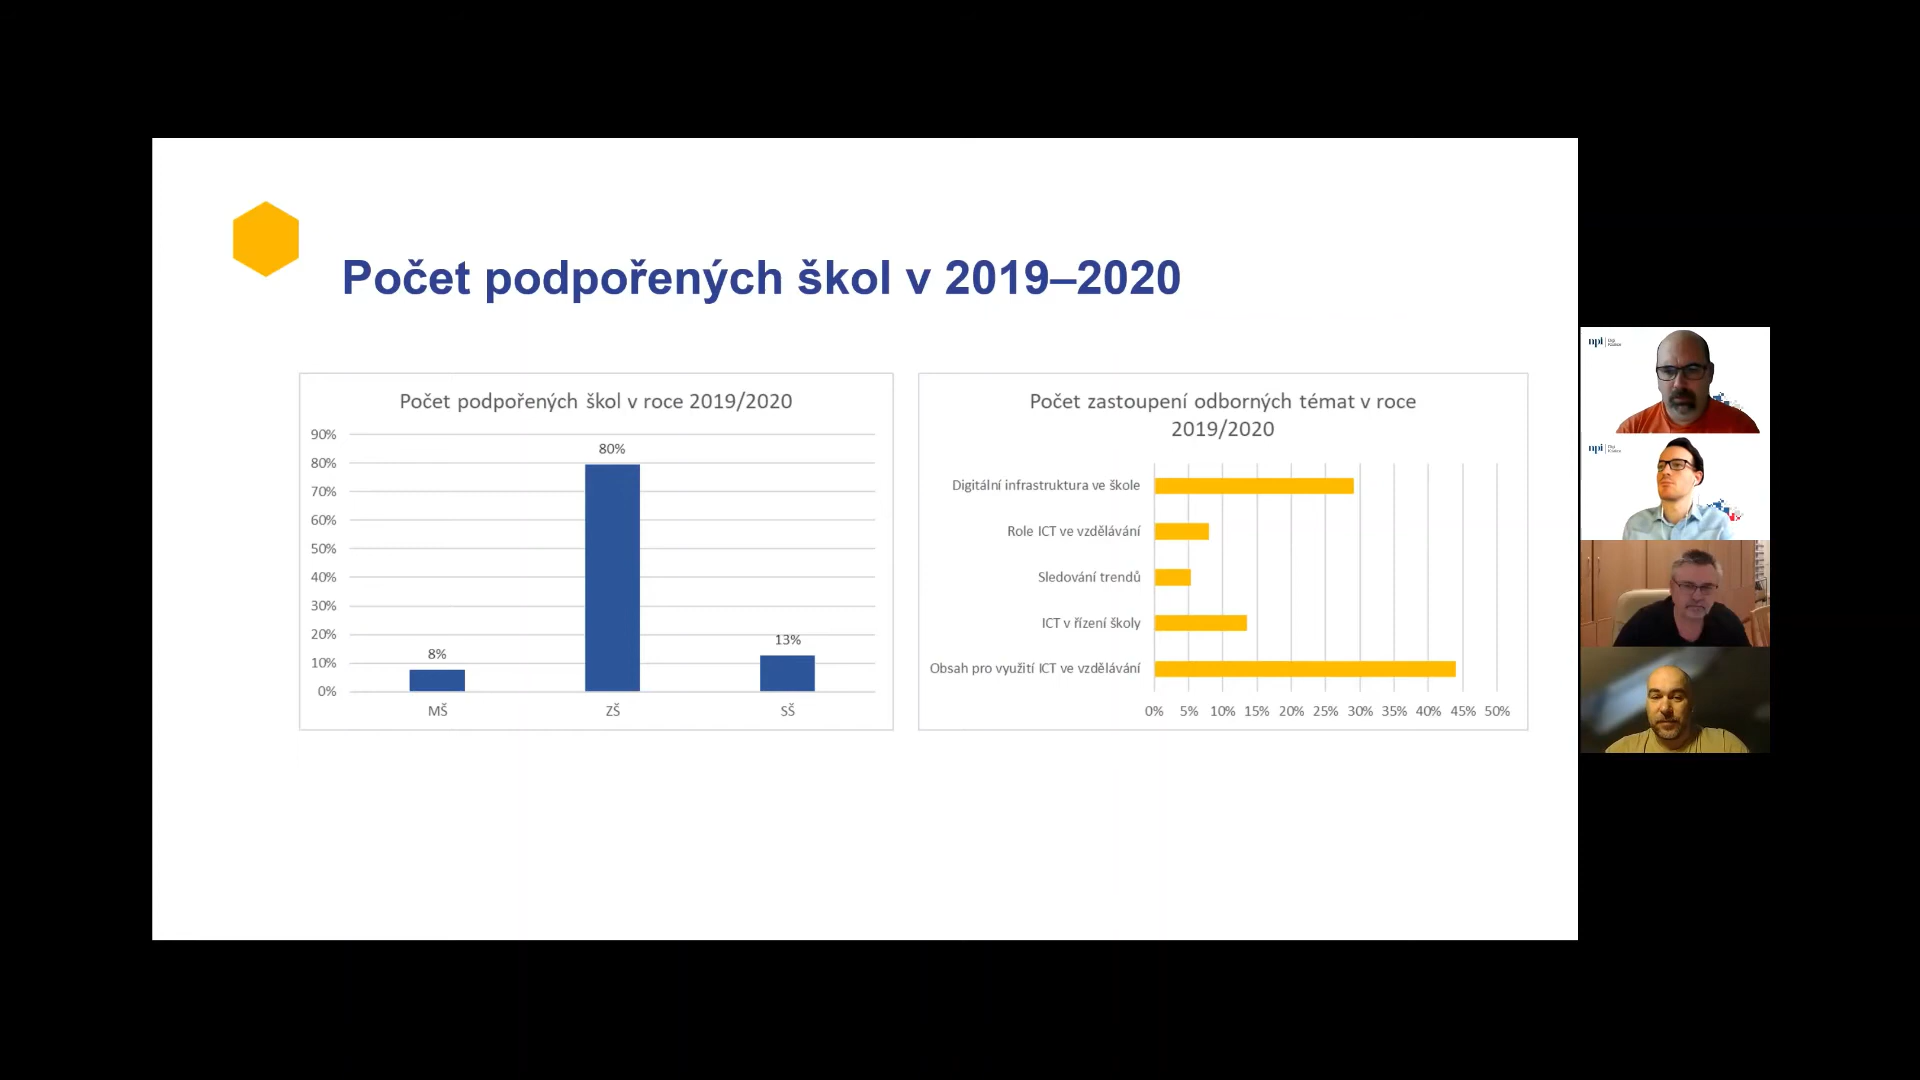 Počet podpořených škol v 2019–2020
Počet podpořených škol v roce 2019/2020
90%
80%
70%
60%
50%
40%
30%
20%
10%
0%
8%
80%
13%
MŠ
ZŠ
SŠ
Počet zastoupení odborných témat v roce
2019/2020
Digitální infrastruktura ve škole
Role ICT ve vzdělávání
Sledování trendů
ICT v řízení školy
Obsah pro využití ICT ve vzdělávání
0% 5% 10% 15% 20% 25% 30% 35% 40% 45% 50%
npi
npi